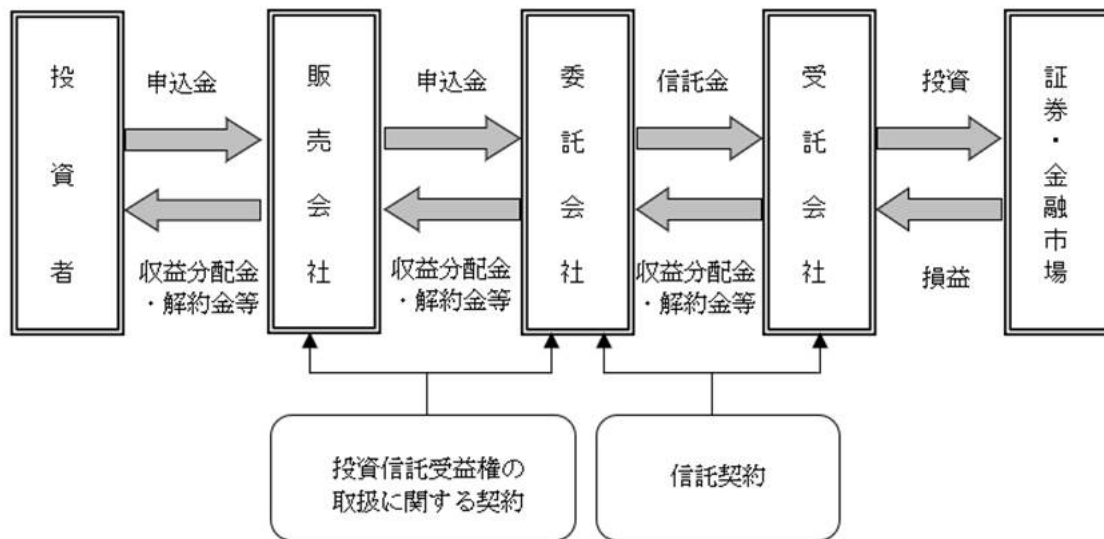 投資者
申込金
収益分配金
・解約金等
販売会社
申込金
収益分配金
・解約金等
委託会社
信託金
収益分配金
・解約金等
受託会社
投資
損益
証券・金融市場
投資信託受益権の
取扱に関する契約
信託契約